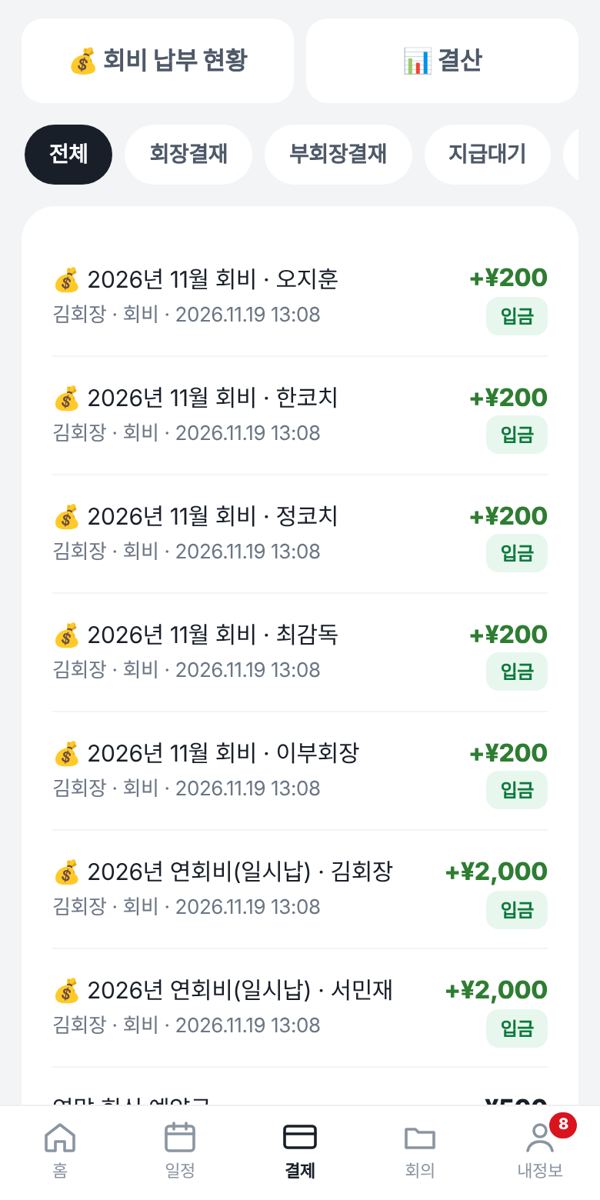 💰 회비 납부 현황
📊 결산
전체
회장결재
부회장결재
지급대기
💰 2026년 11월 회비 · 오지훈
+¥200
김회장 · 회비 · 2026.11.19 13:08
입금
💰 2026년 11월 회비 · 한코치
+¥200
김회장 · 회비 · 2026.11.19 13:08
입금
💰 2026년 11월 회비 · 정코치
+¥200
김회장 · 회비 · 2026.11.19 13:08
입금
💰 2026년 11월 회비 · 최감독
+¥200
김회장 · 회비 · 2026.11.19 13:08
입금
💰 2026년 11월 회비 · 이부회장
+¥200
김회장 · 회비 · 2026.11.19 13:08
입금
💰 2026년 연회비(일시납) · 김회장
+¥2,000
김회장 · 회비 · 2026.11.19 13:08
입금
💰 2026년 연회비(일시납) · 서민재
+¥2,000
김회장 · 회비 · 2026.11.19 13:08
입금
8
홈
일정
결제
회의
내정보